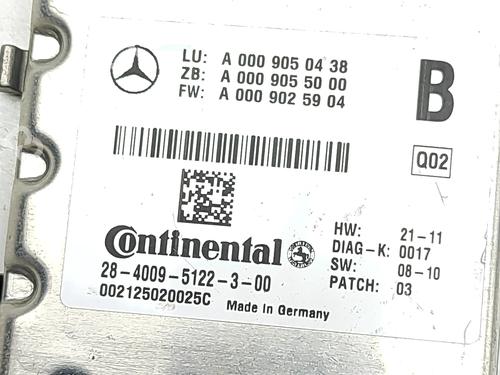 LU: A 000 905 04 38
ZB: A 000 905 50 00
FW: A 000 902 59 04
B
Q02
Continental
28-4009-5122-3-00
002125020025C Made in Germany
HW: 21-11
DIAG-K: 0017
SW: 08-10
PATCH: 03